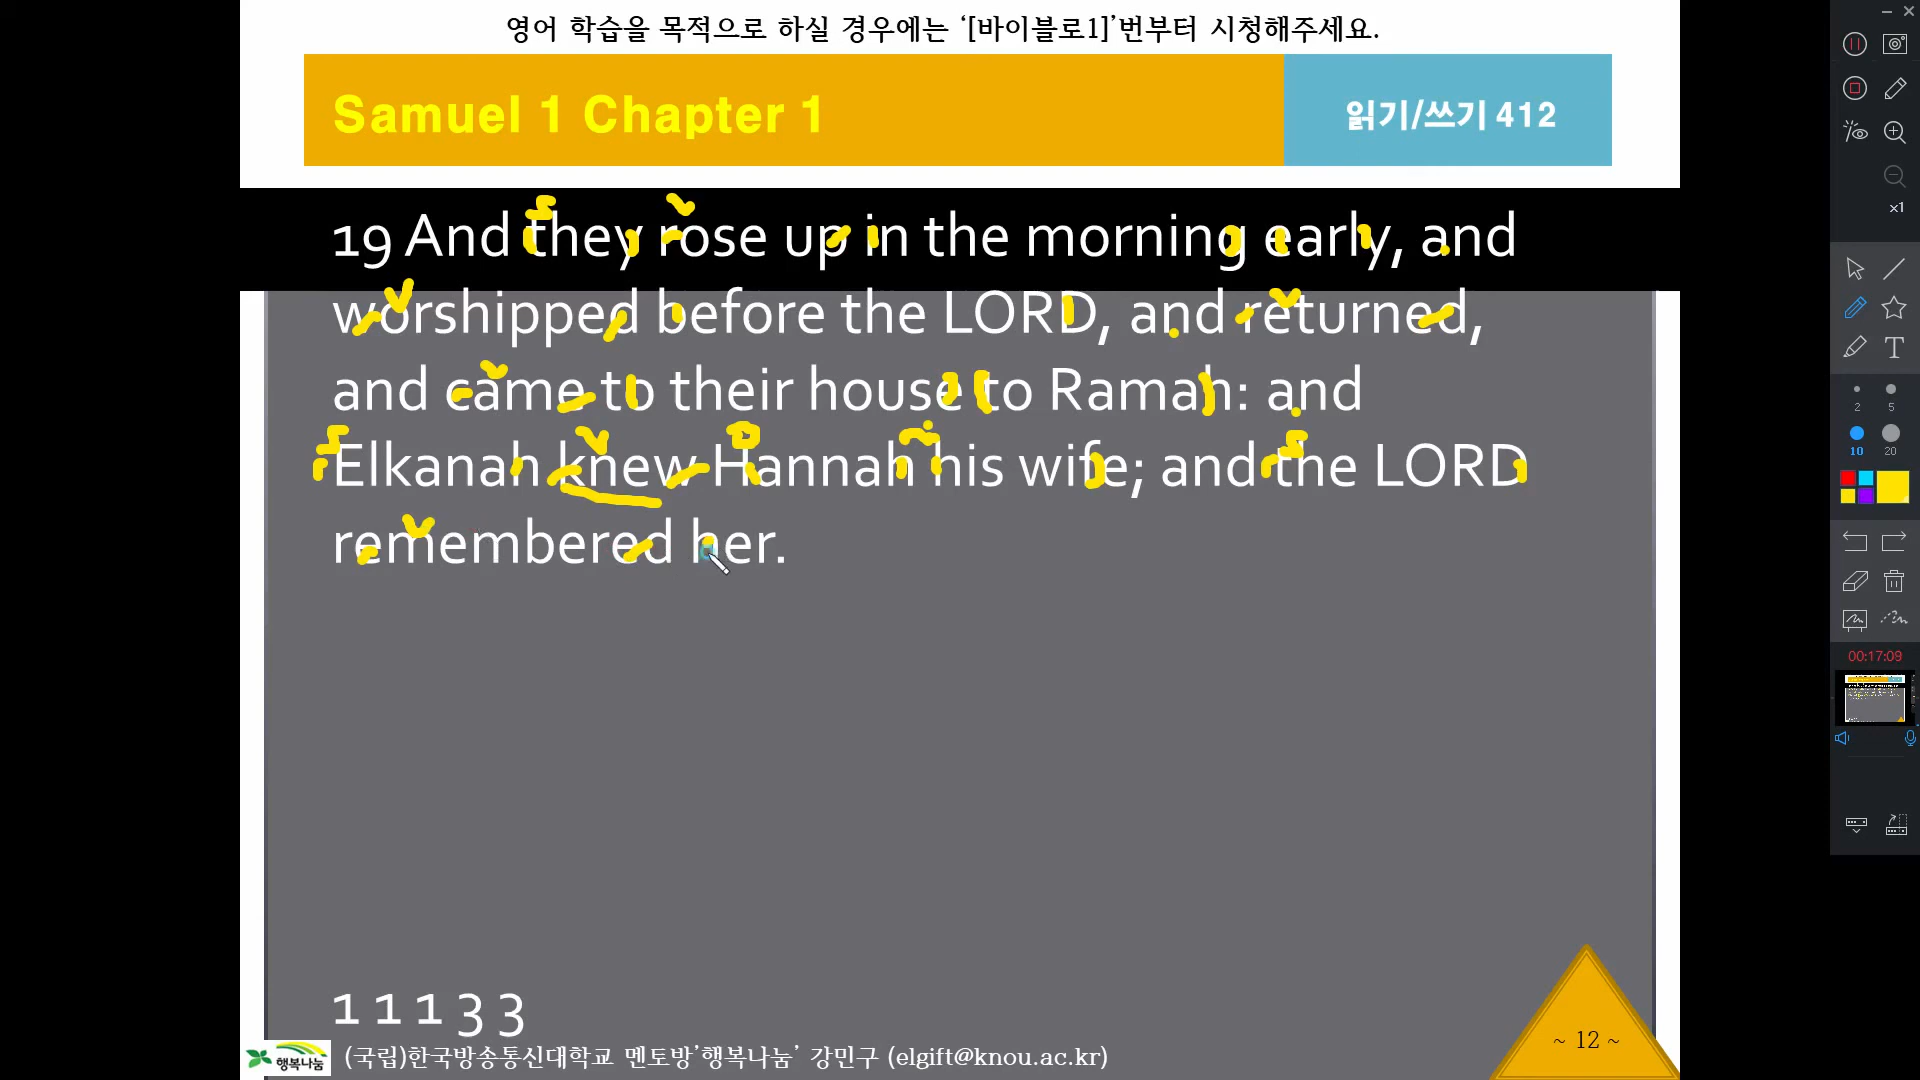 영어 학습을 목적으로 하실 경우에는 ‘[바이블로1]’번부터 시청해주세요.
Samuel 1 Chapter 1
읽기/쓰기 412
19 And they rose up in the morning early, and
worshipped before the LORD, and returned,
and came to their house to Ramah: and
Elkanah knew Hannah his wife; and the LORD
remembered her.
1 1 1 3 3
행복나눔
(국립)한국방송통신대학교 멘토방’행복나눔’ 강민구 (elgift@knou.ac.kr)
~ 12 ~
x1
T
2 5
10 20
00:17:09